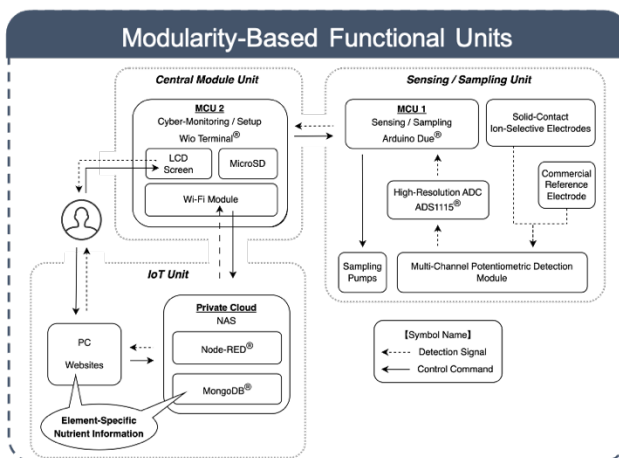 Modularity-Based Functional Units
Central Module Unit
MCU 2
Cyber-Monitoring / Setup
Wio Terminal®
LCD
Screen
MicroSD
Wi-Fi Module
Sensing / Sampling Unit
MCU 1
Sensing / Sampling
Arduino Due®
Solid-Contact
Ion-Selective Electrodes
High-Resolution ADC
ADS1115®
Commercial
Reference
Electrode
Sampling
Pumps
Multi-Channel Potentiometric Detection
Module
IoT Unit
PC
Websites
Private Cloud
NAS
Node-RED®
MongoDB®
Element-Specific
Nutrient Information
【Symbol Name】
Detection Signal
Control Command